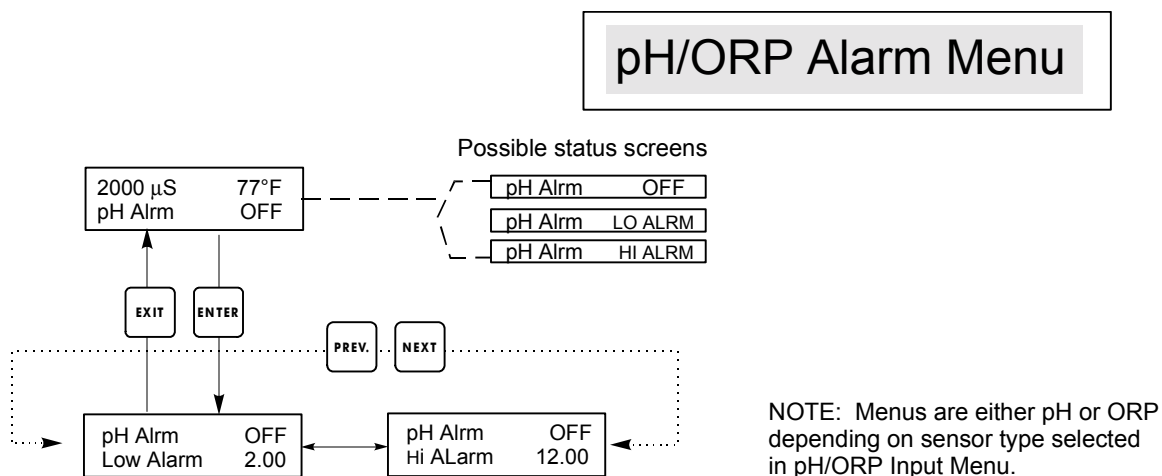 pH/ORP Alarm Menu
Possible status screens
2000 μS 77°F
pH Alrm OFF
pH Alrm OFF
pH Alrm LO ALRM
pH Alrm HI ALRM
EXIT
ENTER
PREV.
NEXT
pH Alrm OFF
Low Alarm 2.00
pH Alrm OFF
Hi ALarm 12.00
NOTE: Menus are either pH or ORP
depending on sensor type selected
in pH/ORP Input Menu.